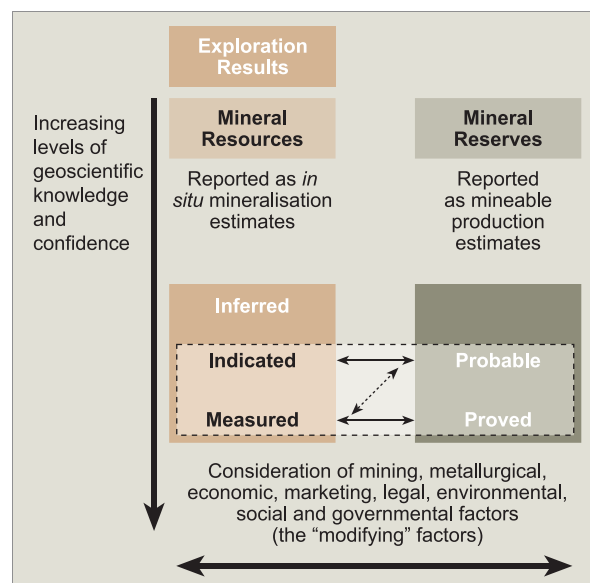 Exploration
Results
Increasing
levels of
geoscientific
knowledge
and
confidence
Mineral
Resources
Mineral
Reserves
Reported as in
situ mineralisation
estimates
Reported
as mineable
production
estimates
Inferred
Indicated
Probable
Measured
Proved
Consideration of mining, metallurgical,
economic, marketing, legal, environmental,
social and governmental factors
(the “modifying” factors)